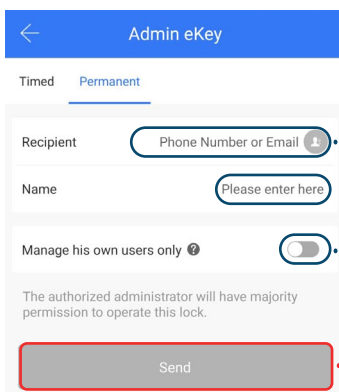 Admin eKey
Timed Permanent
Recipient Phone Number or Email
Name Please enter here
Manage his own users only ?
The authorized administrator will have majority
permission to operate this lock.
Send